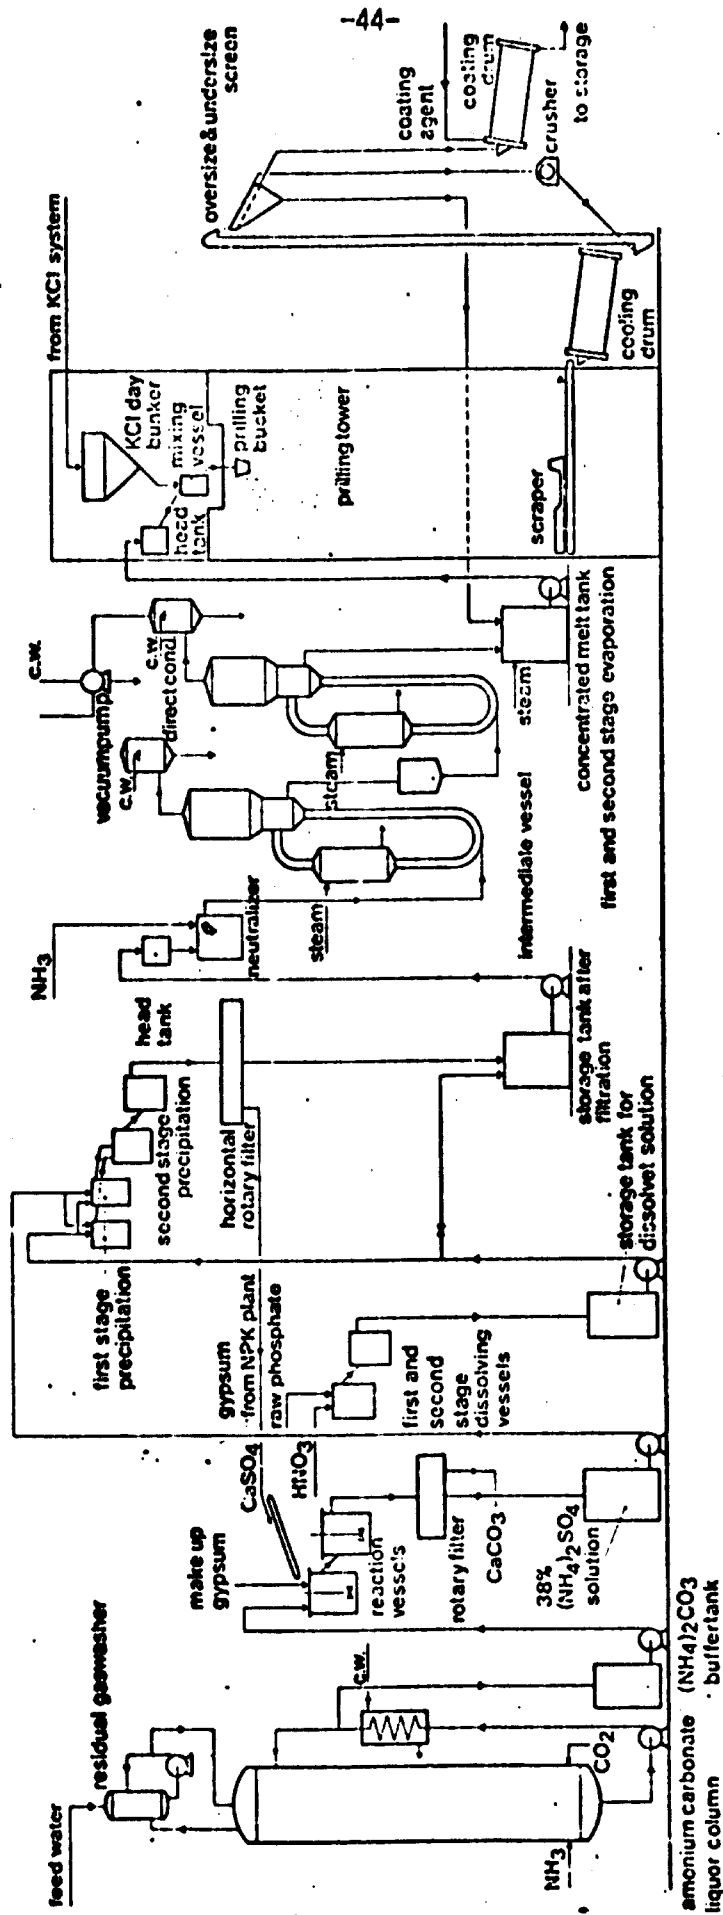 -44-
feed water
residual gaswasher
NH3
CO2
c.w.
amonium carbonate
liquor column
(NH4)2CO3
buffertank
make up
gypsum
CaSO4
reaction
vessels
rotary filter
CaCO3
38%
(NH4)2SO4
solution
gypsum
from NPK plant
raw phosphate
HNO3
first and
second
stage
dissolving
vessels
storage tank for
dissolvet solution
first stage
precipitation
second stage
precipitation
head
tank
horizontal
rotary filter
storage tank after
filtration
NH3
neutralizer
steam
c.w.
vacuumpump
c.w.
direct cond
c.w.
steam
intermediate vessel
steam
concentrated melt tank
first and second stage evaporation
from KCl system
KCl day
bunker
mixing
vessel
head
tank
prilling
bucket
prilling tower
scraper
cooling
drum
oversize & undersize
screen
coating
agent
coating
drum
crusher
to storage